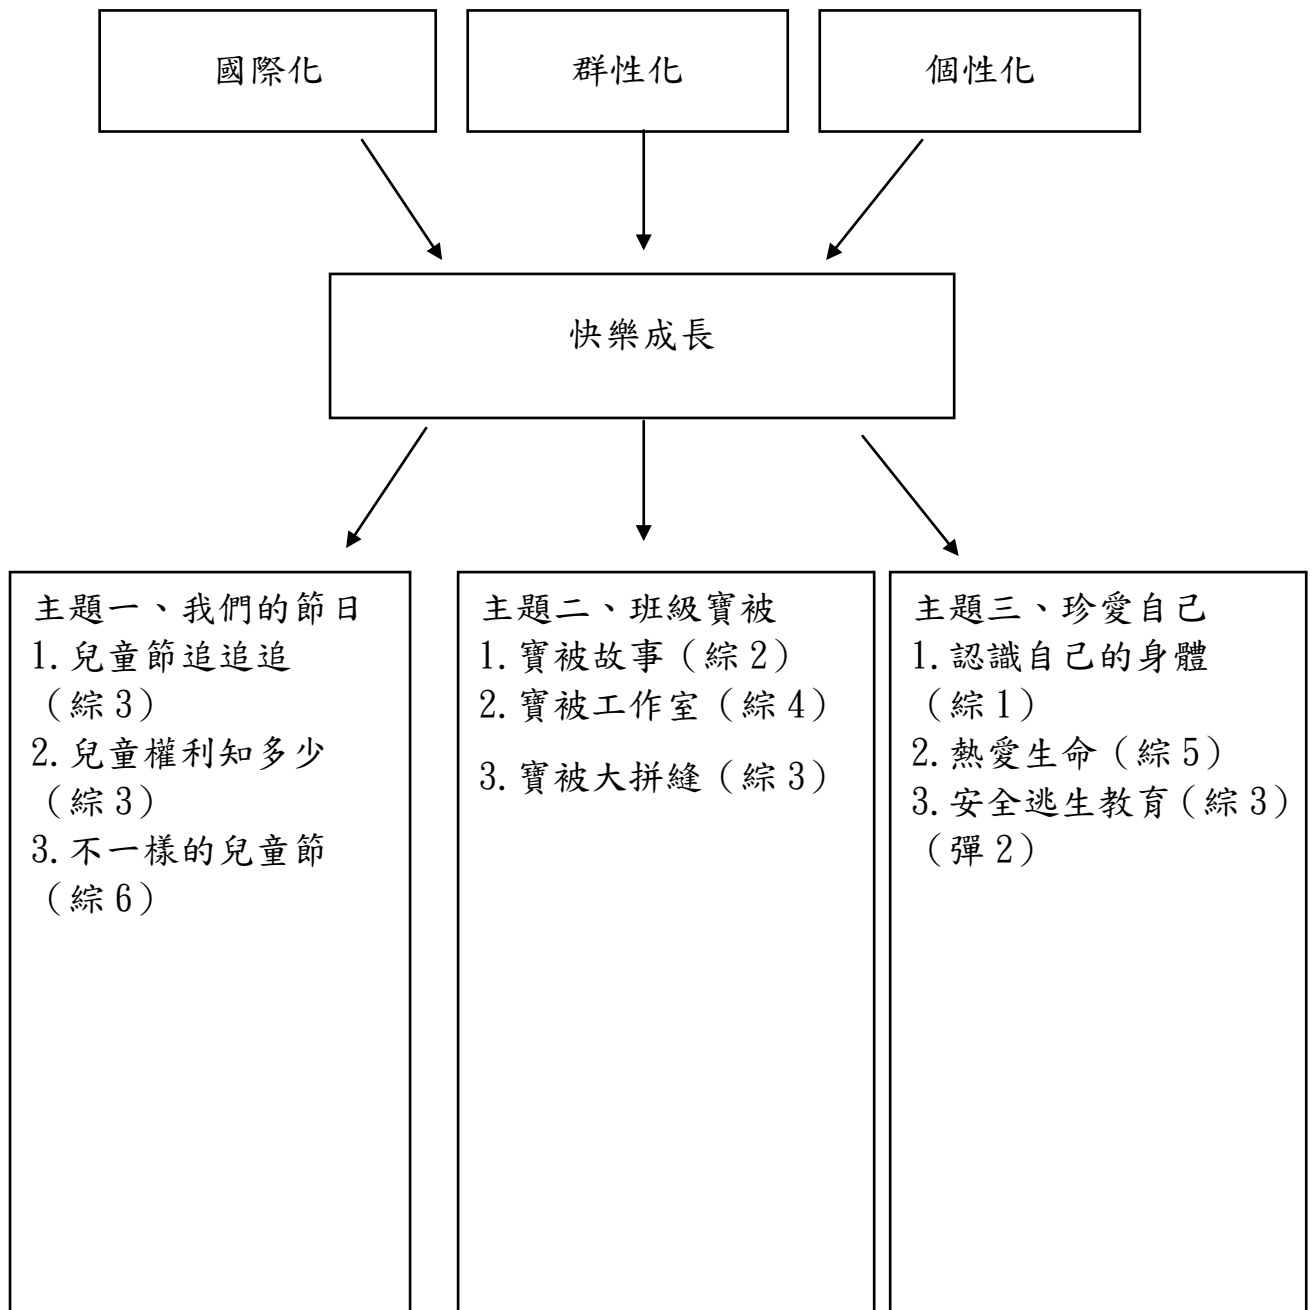 國際化
群性化
個性化
快樂成長
主題一、我們的節日
1.兒童節追追追
（綜3）
2.兒童權利知多少
（綜3）
3.不一樣的兒童節
（綜6）
主題二、班級寶被
1.寶被故事（綜2）
2.寶被工作室（綜4）
3.寶被大拼縫（綜3）
主題三、珍愛自己
1.認識自己的身體
（綜1）
2.熱愛生命（綜5）
3.安全逃生教育（綜3）
（彈2）